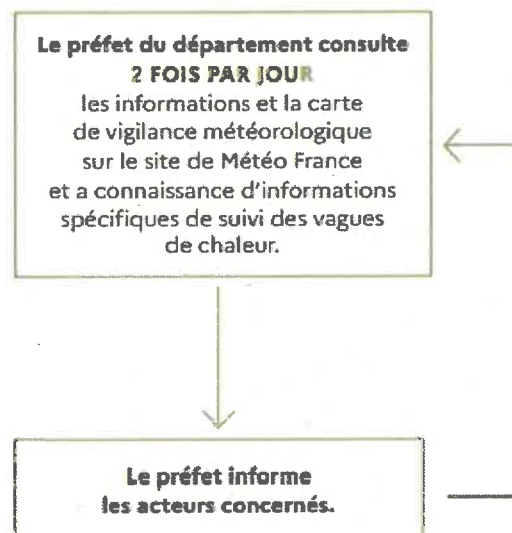 Le préfet du département consulte
2 FOIS PAR JOUR
les informations et la carte
de vigilance météorologique
sur le site de Météo France
et a connaissance d'informations
spécifiques de suivi des vagues
de chaleur.
Le préfet informe
les acteurs concernés.